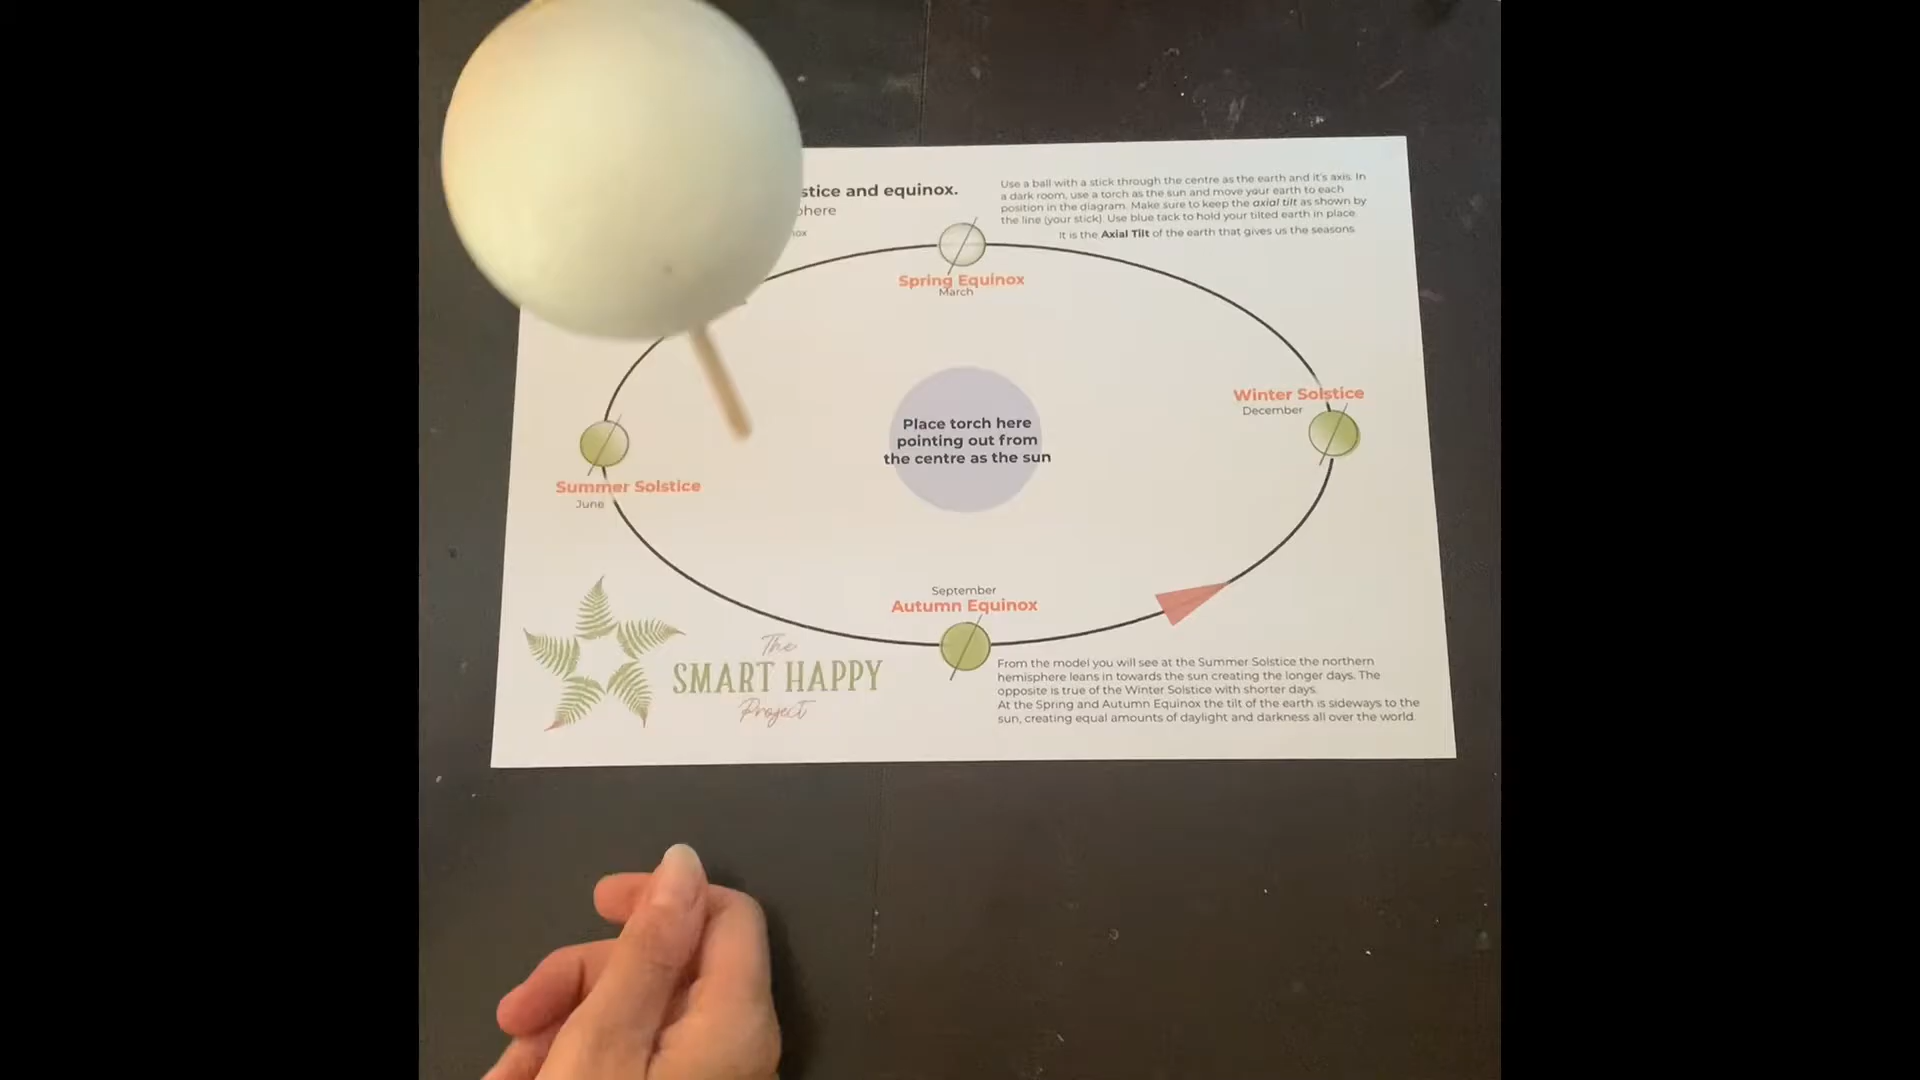 stice and equinox.
Use a ball with a stick through the centre as the earth and it's axis. In
a dark room, use a torch as the sun and move your earth to each
position in the diagram. Make sure to keep the axial tilt as shown by
the line (your stick). Use blue tack to hold your tilted earth in place.
It is the Axial Tilt of the earth that gives us the seasons
Spring Equinox
March
Winter Solstice
December
Place torch here
pointing out from
the centre as the sun
Summer Solstice
June
September
Autumn Equinox
The
SMART HAPPY
Project
From the model you will see at the Summer Solstice the northern
hemisphere leans in towards the sun creating the longer days. The
opposite is true of the Winter Solstice with shorter days.
At the Spring and Autumn Equinox the tilt of the earth is sideways to the
sun, creating equal amounts of daylight and darkness all over the world.